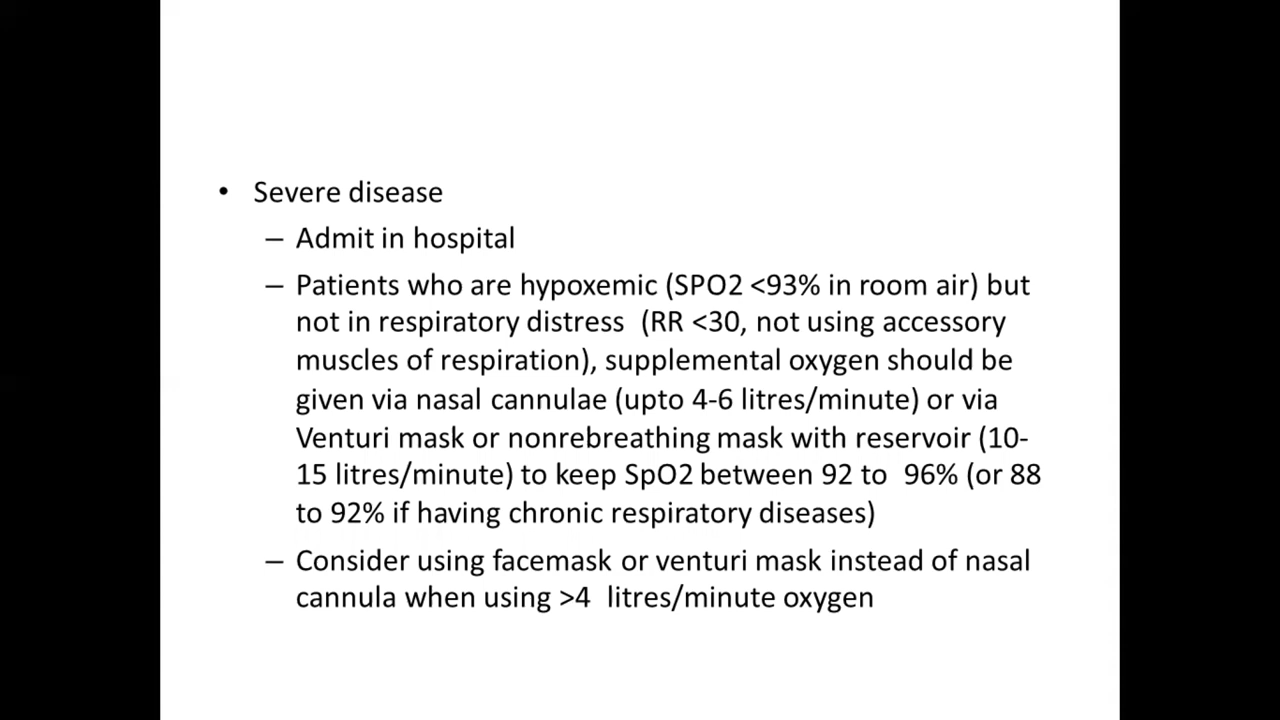 • Severe disease
– Admit in hospital
– Patients who are hypoxemic (SPO2 <93% in room air) but
not in respiratory distress (RR <30, not using accessory
muscles of respiration), supplemental oxygen should be
given via nasal cannulae (upto 4-6 litres/minute) or via
Venturi mask or nonrebreathing mask with reservoir (10-
15 litres/minute) to keep SpO2 between 92 to 96% (or 88
to 92% if having chronic respiratory diseases)
– Consider using facemask or venturi mask instead of nasal
cannula when using >4 litres/minute oxygen